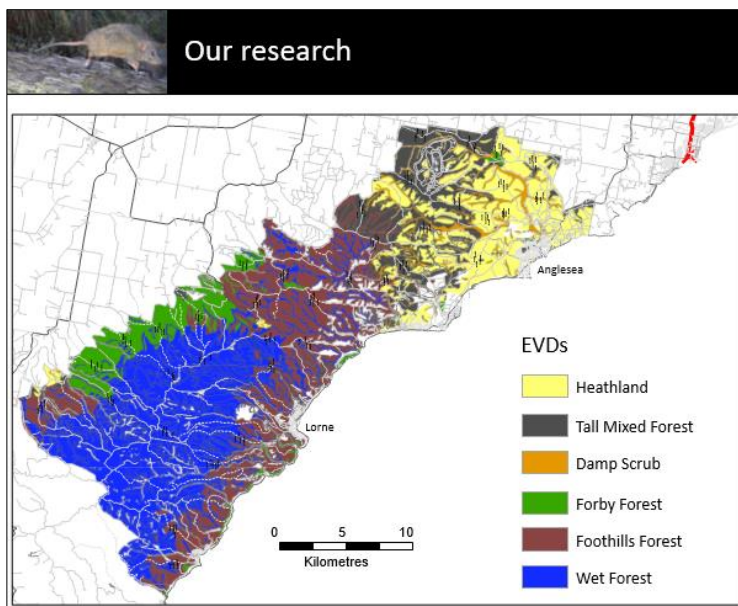 Our research
Anglesea
Lorne
EVDs
Heathland
Tall Mixed Forest
Damp Scrub
Forby Forest
Foothills Forest
Wet Forest
0 5 10
Kilometres